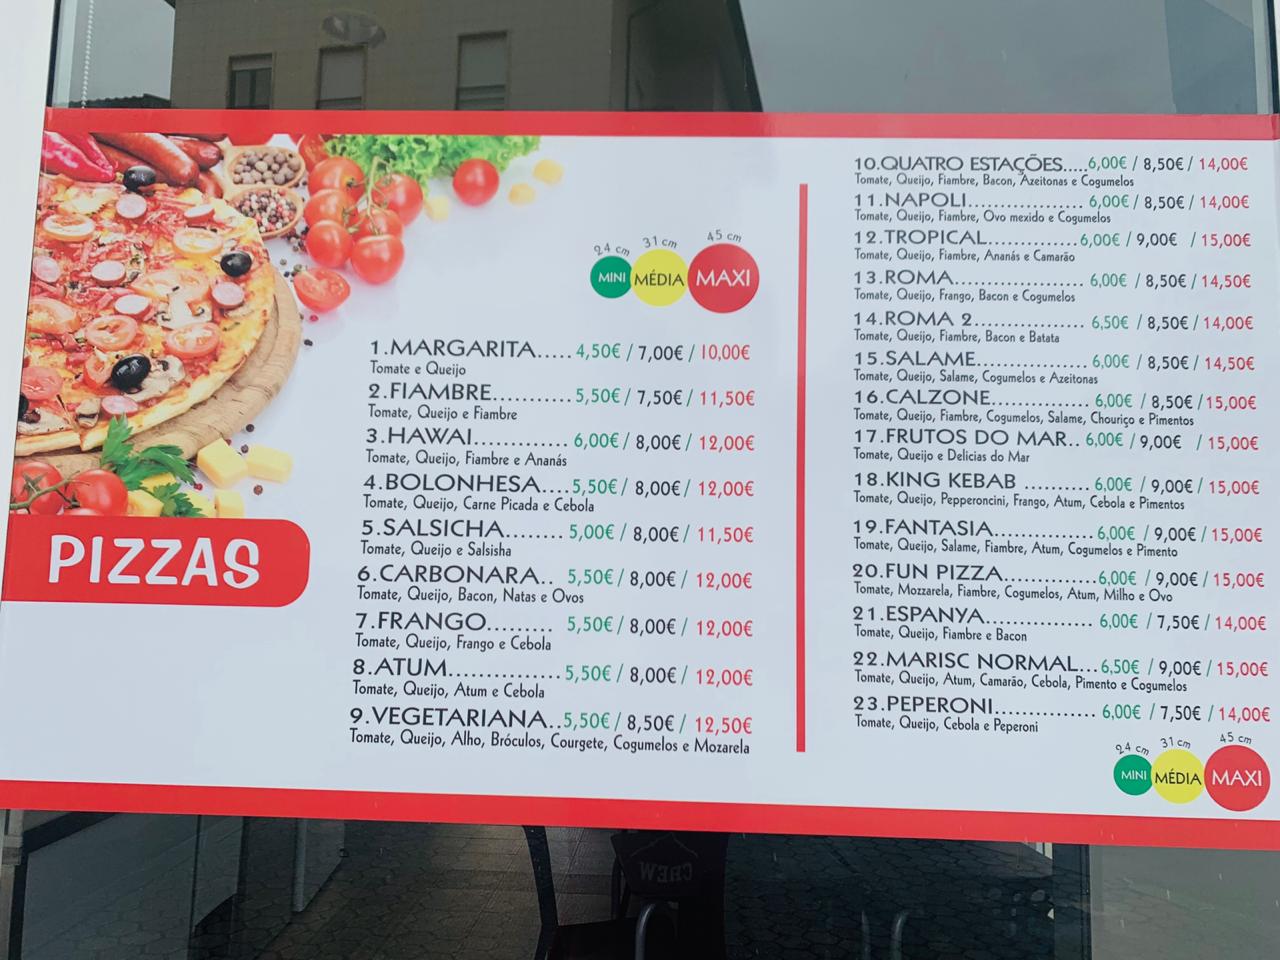 PIZZAS
24 cm 31 cm 45 cm
MINI MÉDIA MAXI
1.MARGARITA.....4,50€ / 7,00€ / 10,00€
Tomate e Queijo
2.FIAMBRE...........5,50€ / 7,50€ / 11,50€
Tomate, Queijo e Fiambre
3.HAWAI............. 6,00€ / 8,00€ / 12,00€
Tomate, Queijo, Fiambre e Ananás
4.BOLONHESA....5,50€ / 8,00€ / 12,00€
Tomate, Queijo, Carne Picada e Cebola
5.SALSICHA........ 5,00€ / 8,00€ / 11,50€
Tomate, Queijo e Salsisha
6.CARBONARA.. 5,50€ / 8,00€ / 12,00€
Tomate, Queijo, Bacon, Natas e Ovos
7.FRANGO......... 5,50€ / 8,00€ / 12,00€
Tomate, Queijo, Frango e Cebola
8.ATUM................5,50€ / 8,00€ / 12,00€
Tomate, Queijo, Atum e Cebola
9.VEGETARIANA..5,50€ / 8,50€ / 12,50€
Tomate, Queijo, Alho, Bróculos, Courgete, Cogumelos e Mozarela
10.QUATRO ESTAÇÕES.....6,00€ / 8,50€ / 14,00€
Tomate, Queijo, Fiambre, Bacon, Azeitonas e Cogumelos
11.NAPOLI..................... 6,00€ / 8,50€ / 14,00€
Tomate, Queijo, Fiambre, Ovo mexido e Cogumelos
12.TROPICAL................6,00€ / 9,00€ / 15,00€
Tomate, Queijo, Fiambre, Ananás e Camarão
13.ROMA....................... 6,00€ / 8,50€ / 14,50€
Tomate, Queijo, Frango, Bacon e Cogumelos
14.ROMA 2................... 6,50€ / 8,50€ / 14,00€
Tomate, Queijo, Fiambre, Bacon e Batata
15.SALAME.................... 6,00€ / 8,50€ / 14,50€
Tomate, Queijo, Salame, Cogumelos e Azeitonas
16.CALZONE.................. 6,00€ / 8,50€ / 15,00€
Tomate, Queijo, Fiambre, Cogumelos, Salame, Chouriço e Pimentos
17.FRUTOS DO MAR.. 6,00€ / 9,00€ / 15,00€
Tomate, Queijo e Delicias do Mar
18.KING KEBAB .......... 6,00€ / 9,00€ / 15,00€
Tomate, Queijo, Pepperoncini, Frango, Atum, Cebola e Pimentos
19.FANTASIA.................6,00€ / 9,00€ / 15,00€
Tomate, Queijo, Salame, Fiambre, Atum, Cogumelos e Pimento
20.FUN PIZZA...............6,00€ / 9,00€ / 15,00€
Tomate, Mozzarela, Fiambre, Cogumelos, Atum, Milho e Ovo
21.ESPANYA.................. 6,00€ / 7,50€ / 14,00€
Tomate, Queijo, Fiambre e Bacon
22.MARISC NORMAL...6,50€ / 9,00€ / 15,00€
Tomate, Queijo, Atum, Camarão, Cebola, Pimento e Cogumelos
23.PEPERONI................ 6,00€ / 7,50€ / 14,00€
Tomate, Queijo, Cebola e Peperoni
24 cm 31 cm 45 cm
MINI MÉDIA MAXI
CREW